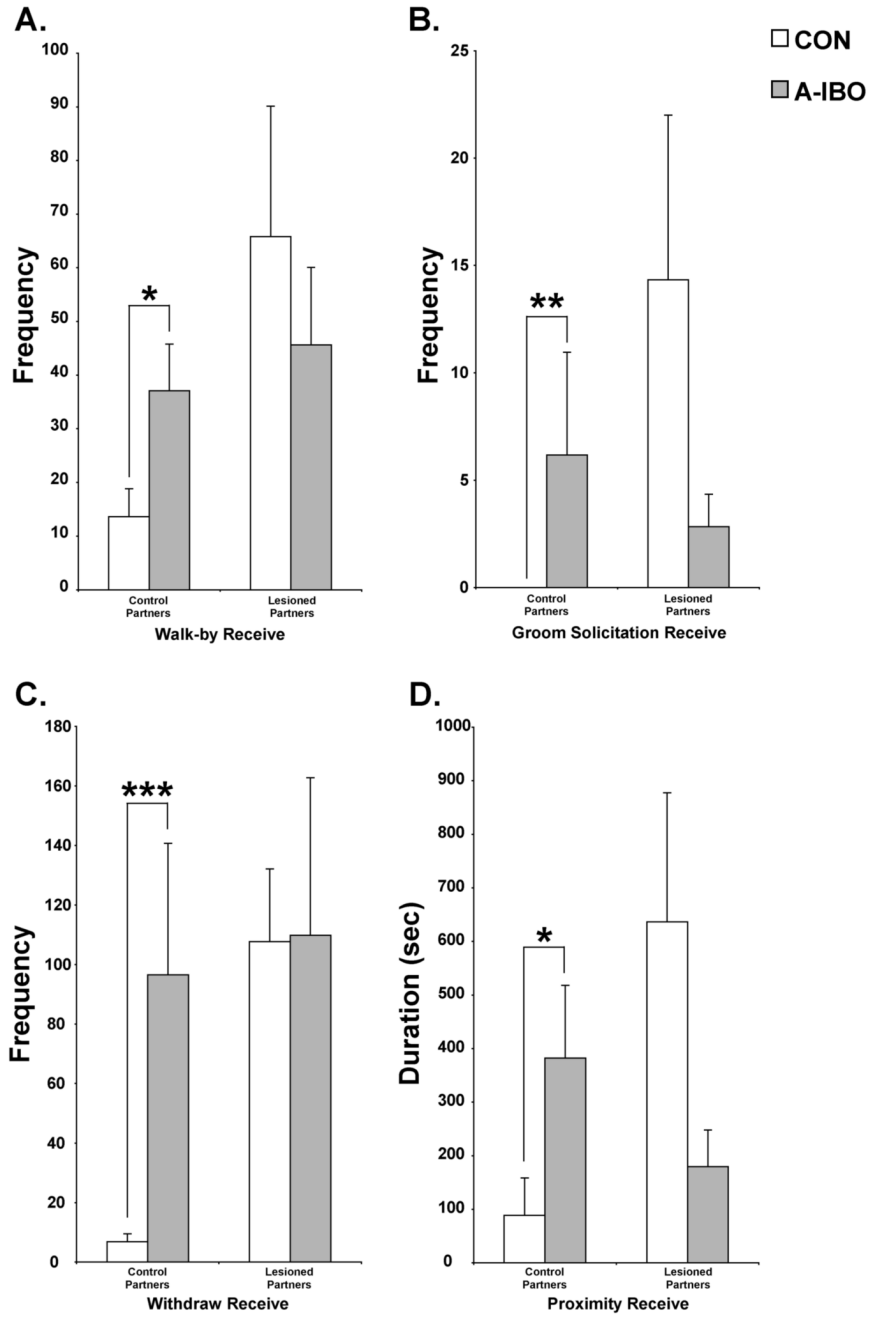 A.
100
90
80
70
60
50
40
30
20
10
0
Frequency
*
Control
Partners
Lesioned
Partners
Walk-by Receive
B.
25
20
15
10
5
0
Frequency
**
Control
Partners
Lesioned
Partners
Groom Solicitation Receive
CON
A-IBO
C.
180
160
140
120
100
80
60
40
20
0
Frequency
***
Control
Partners
Lesioned
Partners
Withdraw Receive
D.
1000
900
800
700
600
500
400
300
200
100
0
Duration (sec)
*
Control
Partners
Lesioned
Partners
Proximity Receive